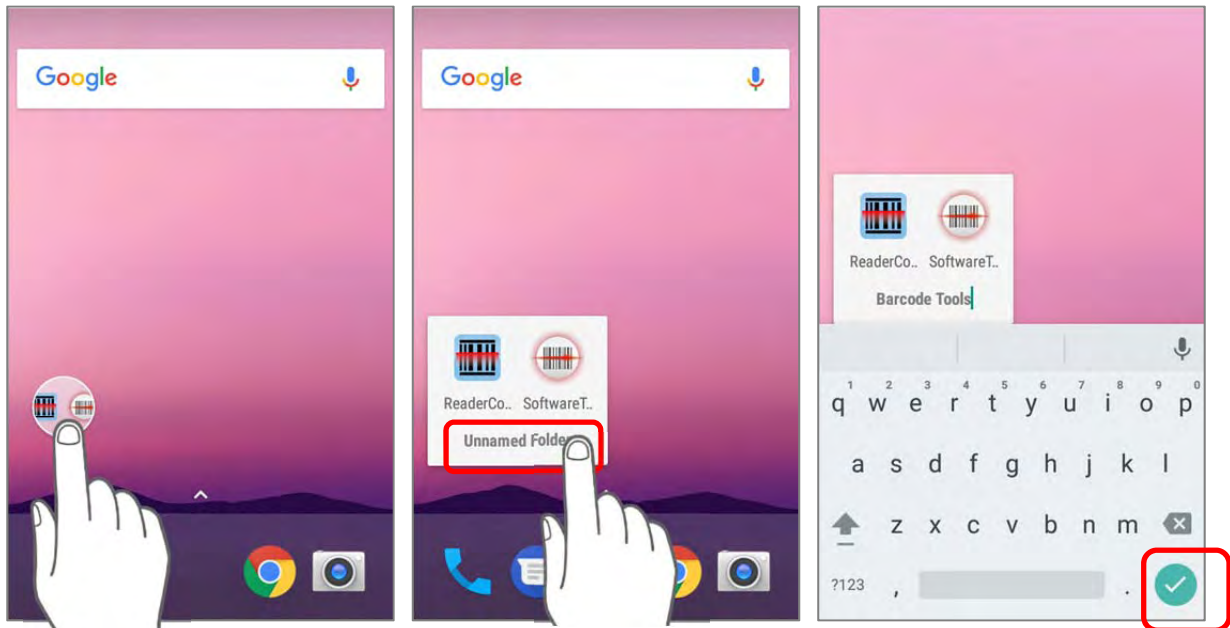 Google
Google
ReaderCo.. SoftwareT..
Unnamed Folder
ReaderCo.. SoftwareT..
Barcode Tools
1 2 3 4 5 6 7 8 9 0
q w e r t y u i o p
a s d f g h j k l
z x c v b n m
?123 , .